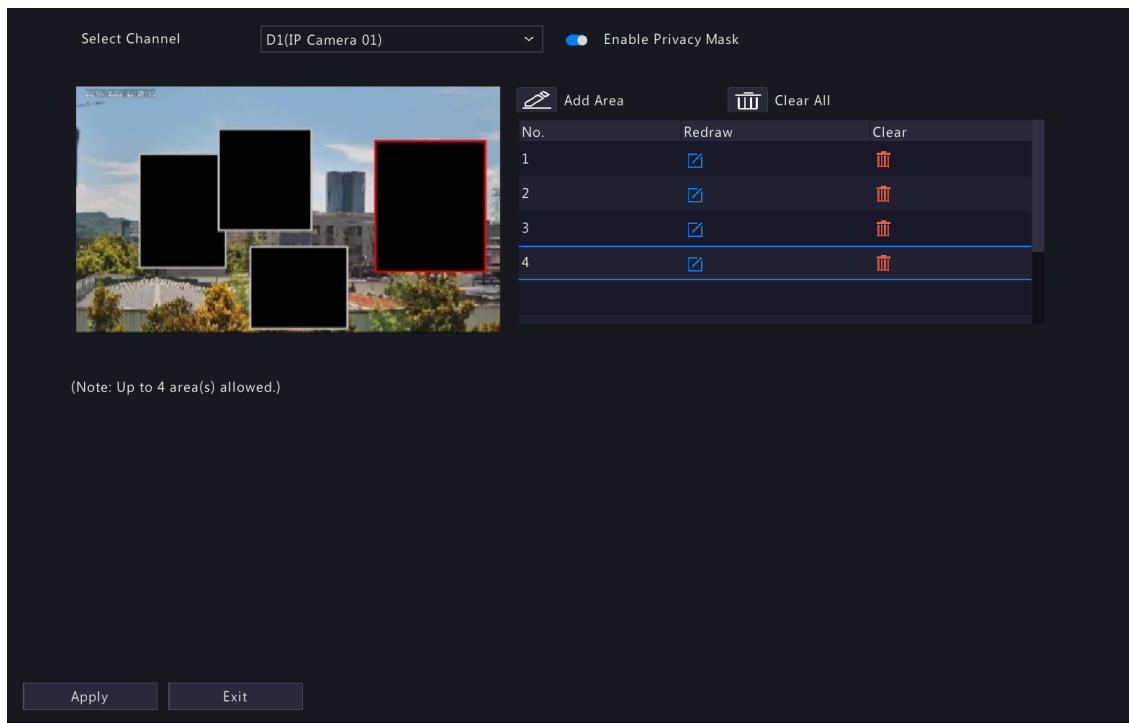 Select Channel
D1(IP Camera 01)
Enable Privacy Mask
Add Area
Clear All
No. Redraw Clear
1
2
3
4
(Note: Up to 4 area(s) allowed.)
Apply
Exit